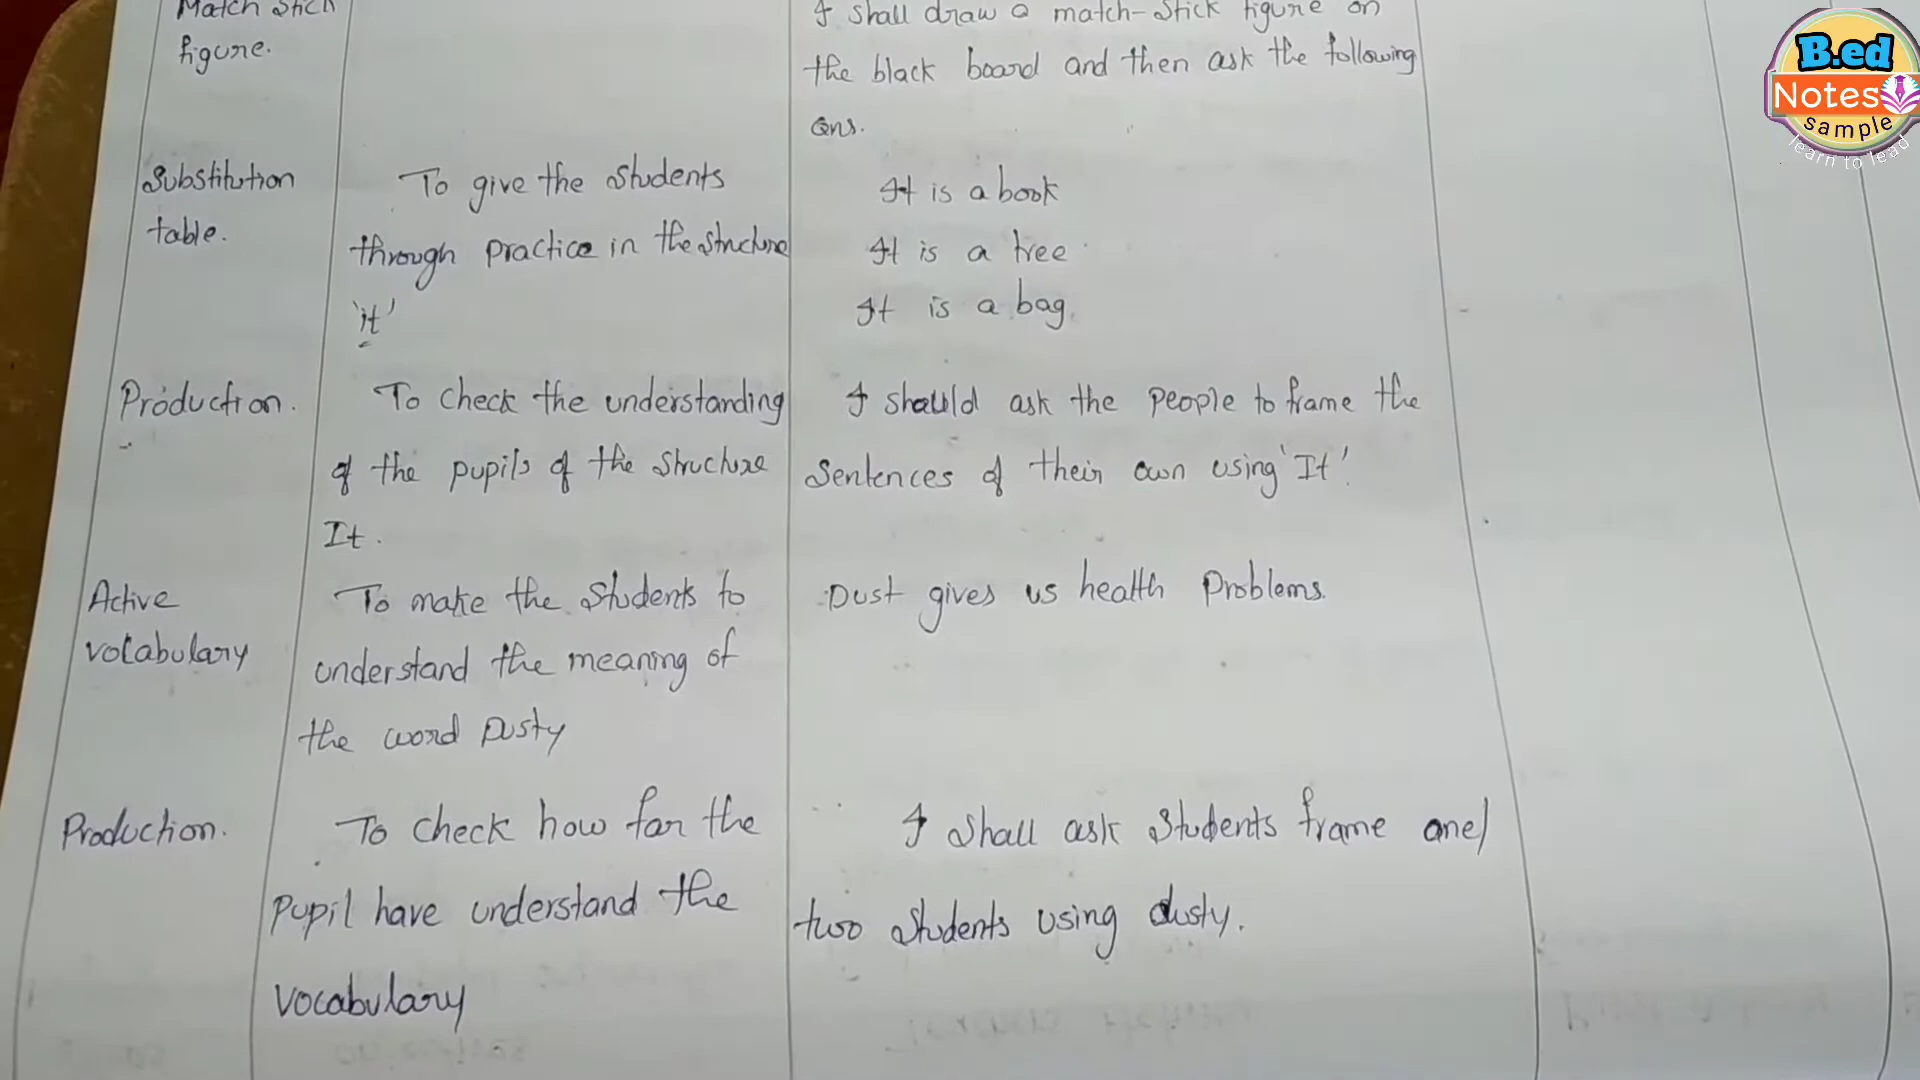 Match Stick
figure.
I shall draw a match-stick figure on
the black board and then ask the following
Qns.
Substitution
table.
To give the students
through practice in the structure
'it'
It is a book
It is a tree
It is a bag.
Production.
To check the understanding
of the pupils of the structure
It.
I should ask the people to frame the
sentences of their own using 'It'.
Active
vocabulary
To make the students to
understand the meaning of
the word Dusty
Dust gives us health problems.
Production.
To check how far the
pupil have understand the
vocabulary
I shall ask students frame one/
two students using dusty.
B.ed
Notes
sample
learn to lead